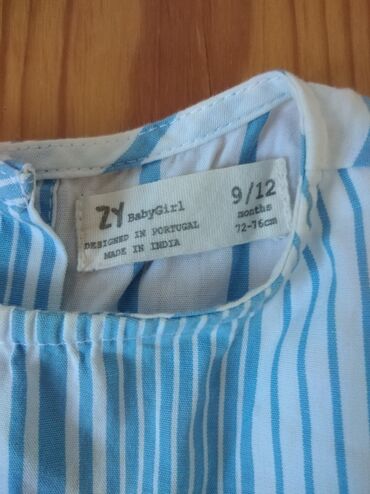 ZY BabyGirl
DESIGNED IN PORTUGAL
MADE IN INDIA
9/12
months
72-76cm